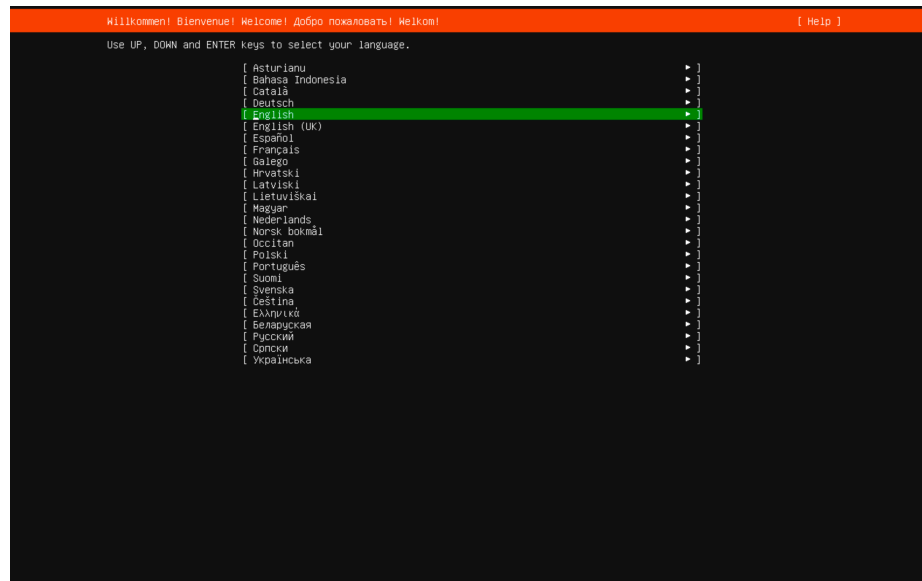 Willkommen! Bienvenue! Welcome! Добро пожаловать! Welkom! [ Help ]
Use UP, DOWN and ENTER keys to select your language.
[ Asturianu ► ]
[ Bahasa Indonesia ► ]
[ Català ► ]
[ Deutsch ► ]
[ English ► ]
[ English (UK) ► ]
[ Español ► ]
[ Français ► ]
[ Galego ► ]
[ Hrvatski ► ]
[ Latviski ► ]
[ Lietuviškai ► ]
[ Magyar ► ]
[ Nederlands ► ]
[ Norsk bokmål ► ]
[ Occitan ► ]
[ Polski ► ]
[ Português ► ]
[ Suomi ► ]
[ Svenska ► ]
[ Čeština ► ]
[ Ελληνικά ► ]
[ Беларуская ► ]
[ Русский ► ]
[ Српски ► ]
[ Українська ► ]